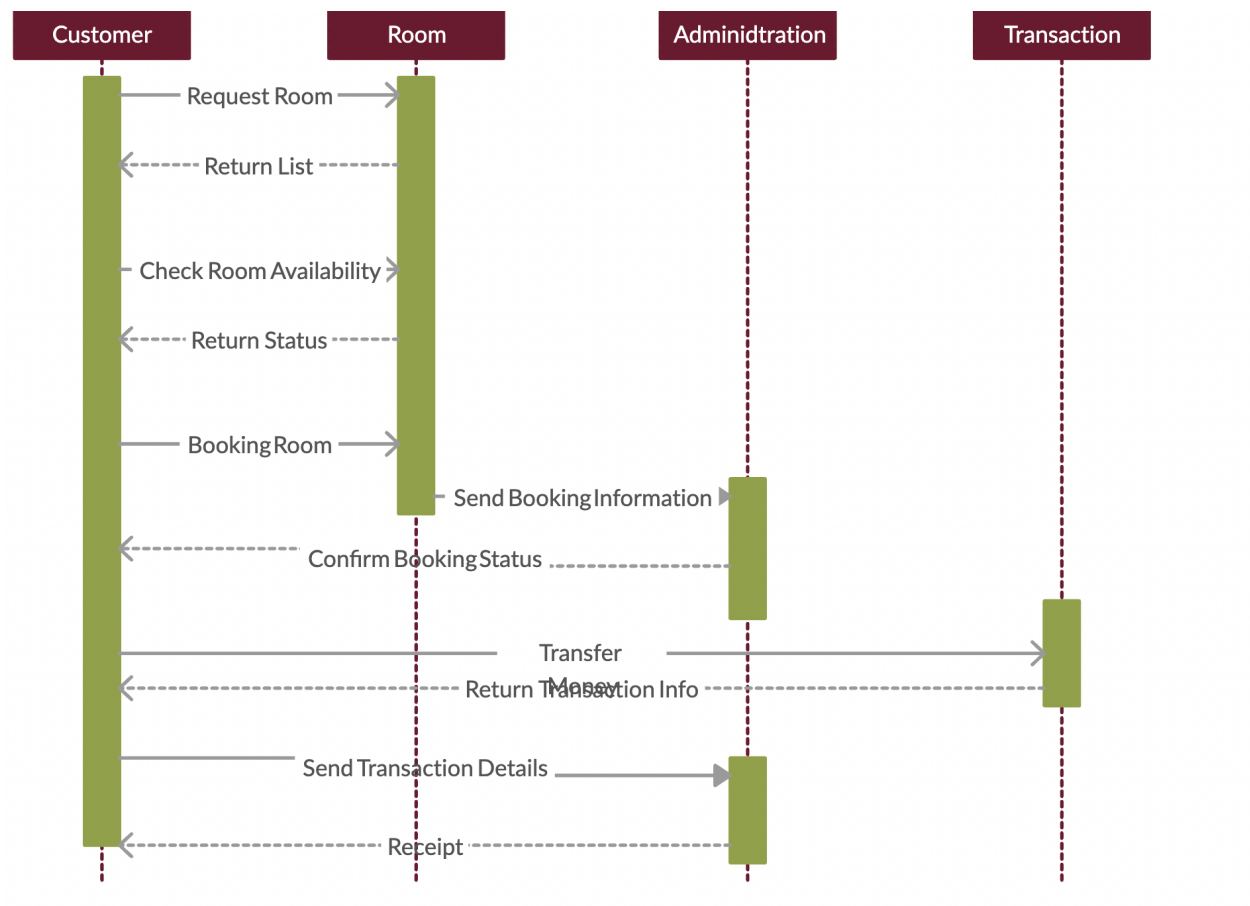 Customer
Room
Adminidtration
Transaction
Request Room
Return List
Check Room Availability
Return Status
Booking Room
Send Booking Information
Confirm Booking Status
Transfer
Money
Return Transaction Info
Send Transaction Details
Receipt